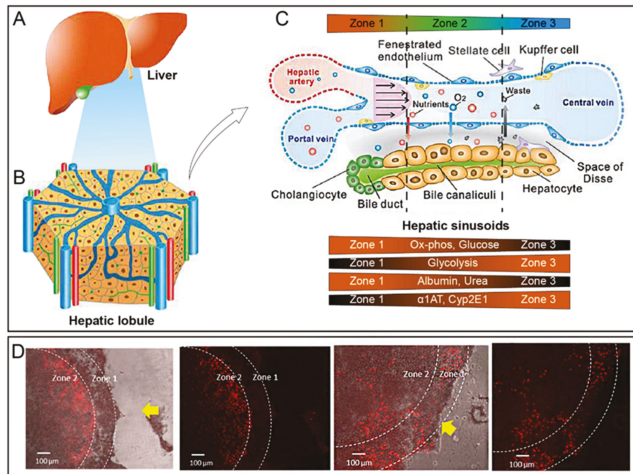 A
Liver
B
Hepatic lobule
C
Zone 1
Zone 2
Zone 3
Fenestrated
endothelium
Stellate cell
Kupffer cell
Hepatic
artery
Nutrients
O2
Waste
Central vein
Portal vein
Cholangiocyte
Bile duct
Bile canaliculi
Hepatocyte
Space of
Disse
Hepatic sinusoids
Zone 1 Ox-phos, Glucose Zone 3
Zone 1 Glycolysis Zone 3
Zone 1 Albumin, Urea Zone 3
Zone 1 α1AT, Cyp2E1 Zone 3
D
Zone 2 Zone 1
100 µm
Zone 2 Zone 1
100 µm
Zone 2
100 µm
100 µm